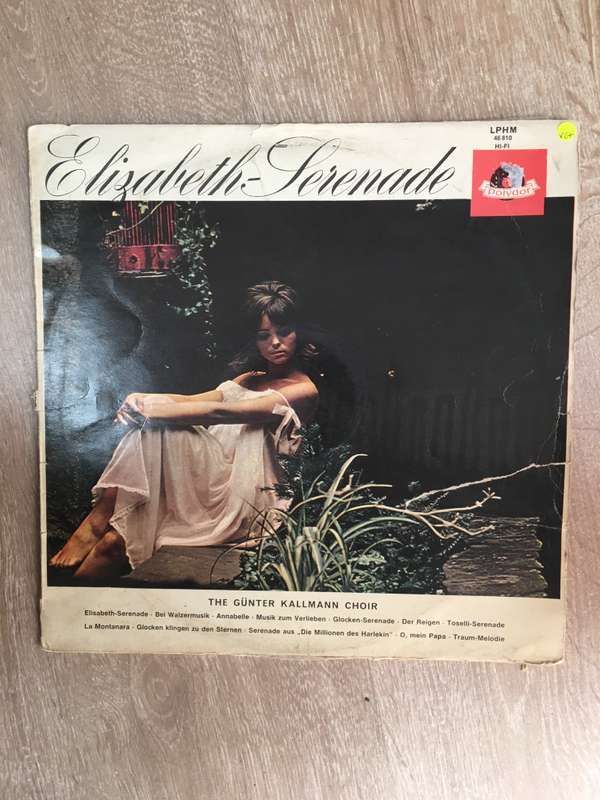 Elizabeth-Serenade
LPHM
46 810
HI-FI
VG+
Polydor
THE GÜNTER KALLMANN CHOIR
Elisabeth-Serenade · Bei Walzermusik · Annabelle · Musik zum Verlieben · Glocken-Serenade · Der Reigen · Toselli-Serenade
La Montanara · Glocken klingen zu den Sternen · Serenade aus „Die Millionen des Harlekin" · O, mein Papa · Traum-Melodie